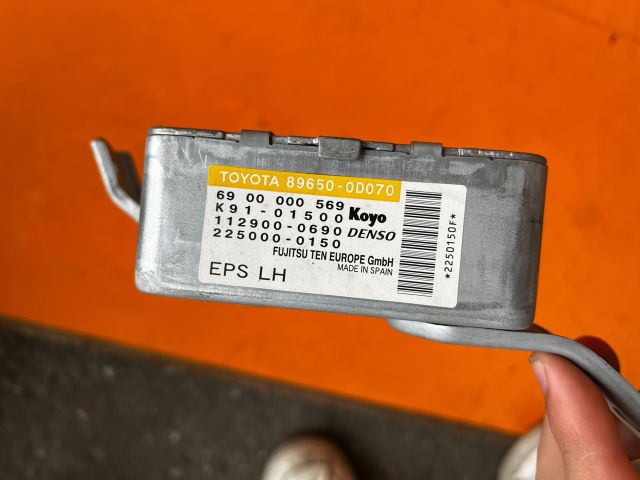 TOYOTA 89650-0D070
69 00 000 569
K91-01500 Koyo
112900-0690 DENSO
225000-0150
FUJITSU TEN EUROPE GmbH
MADE IN SPAIN
EPS LH
*2250150F*